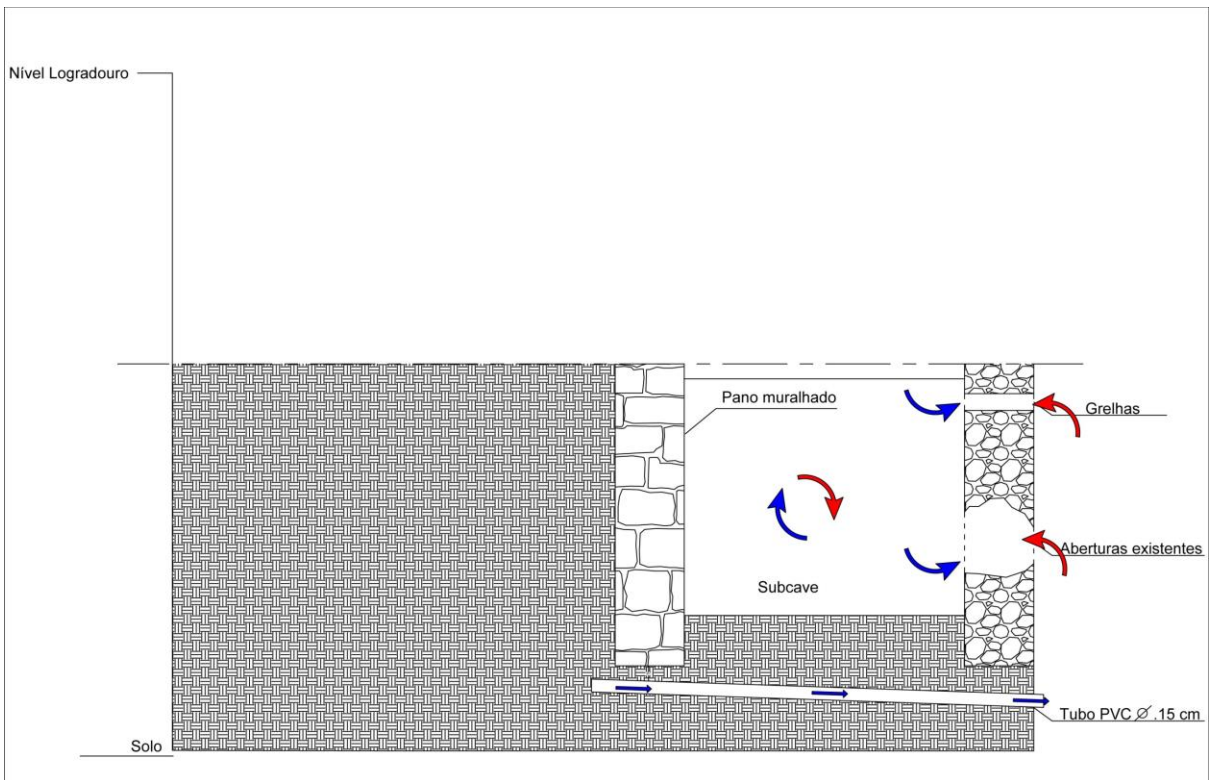 Nível Logradouro
Pano muralhado
Grelhas
Aberturas existentes
Subcave
Tubo PVC Ø .15 cm
Solo